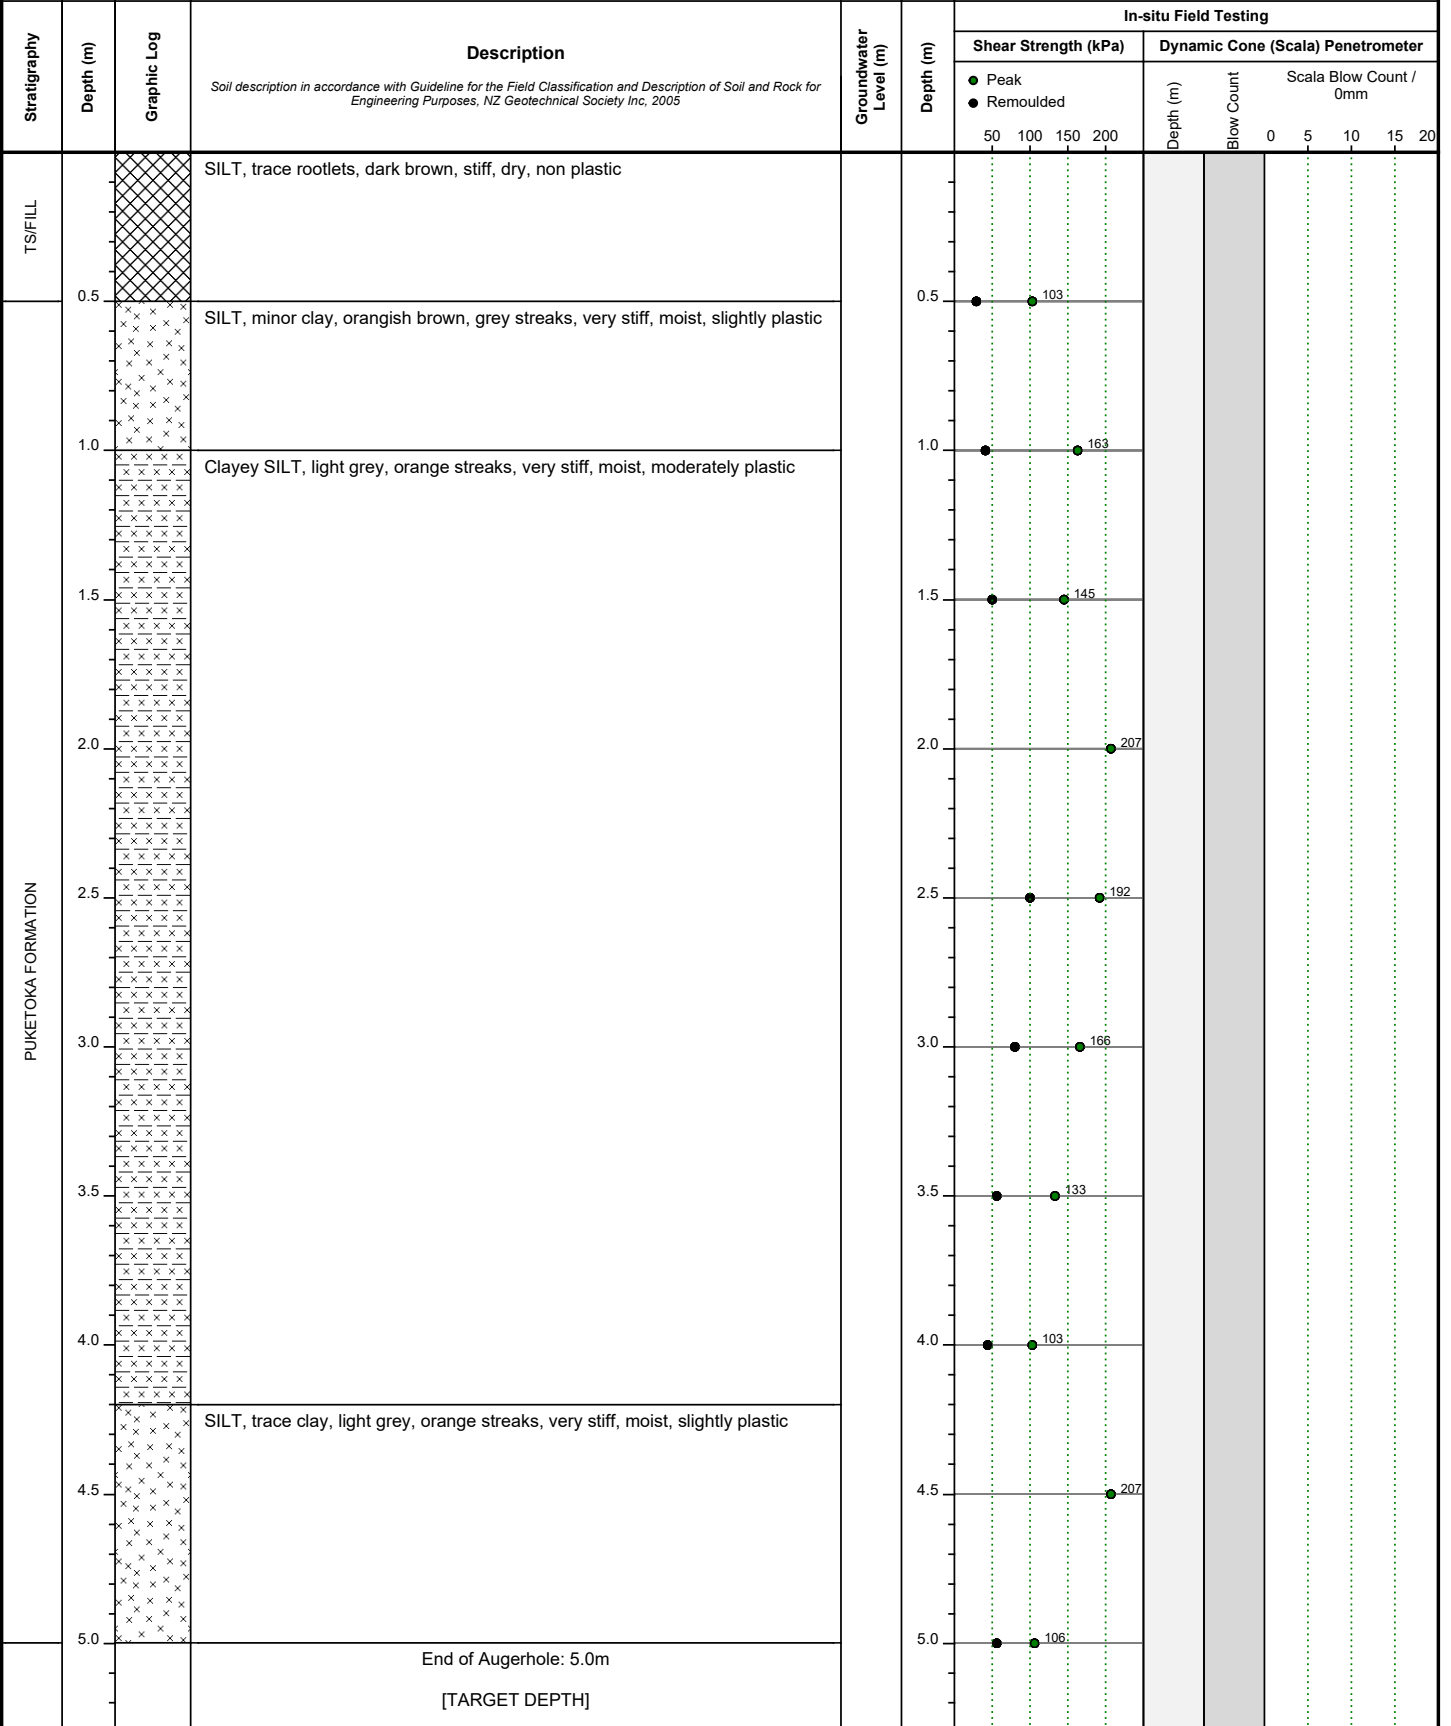 Stratigraphy
Depth (m)
Graphic Log
Description
Soil description in accordance with Guideline for the Field Classification and Description of Soil and Rock for
Engineering Purposes, NZ Geotechnical Society Inc, 2005
Groundwater
Level (m)
Depth (m)
In-situ Field Testing
Shear Strength (kPa)
Peak
Remoulded
50 100 150 200
Dynamic Cone (Scala) Penetrometer
Depth (m)
Blow Count
Scala Blow Count /
0mm
0 5 10 15 20
TS/FILL
SILT, trace rootlets, dark brown, stiff, dry, non plastic
0.5
0.5
103
SILT, minor clay, orangish brown, grey streaks, very stiff, moist, slightly plastic
1.0
1.0
163
Clayey SILT, light grey, orange streaks, very stiff, moist, moderately plastic
1.5
1.5
145
2.0
2.0
207
PUKETOKA FORMATION
2.5
2.5
192
3.0
3.0
166
3.5
3.5
133
4.0
4.0
103
SILT, trace clay, light grey, orange streaks, very stiff, moist, slightly plastic
4.5
4.5
207
5.0
5.0
106
End of Augerhole: 5.0m
[TARGET DEPTH]